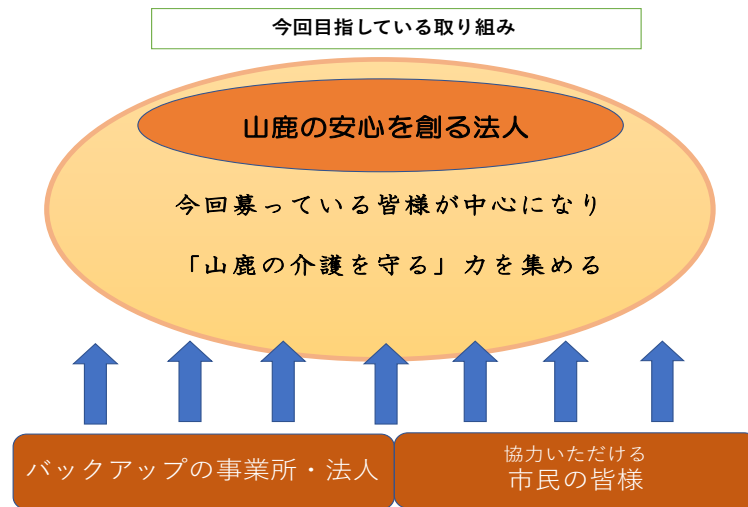 今回目指している取り組み
山鹿の安心を創る法人
今回募っている皆様が中心になり
「山鹿の介護を守る」力を集める
バックアップの事業所・法人
協力いただける
市民の皆様